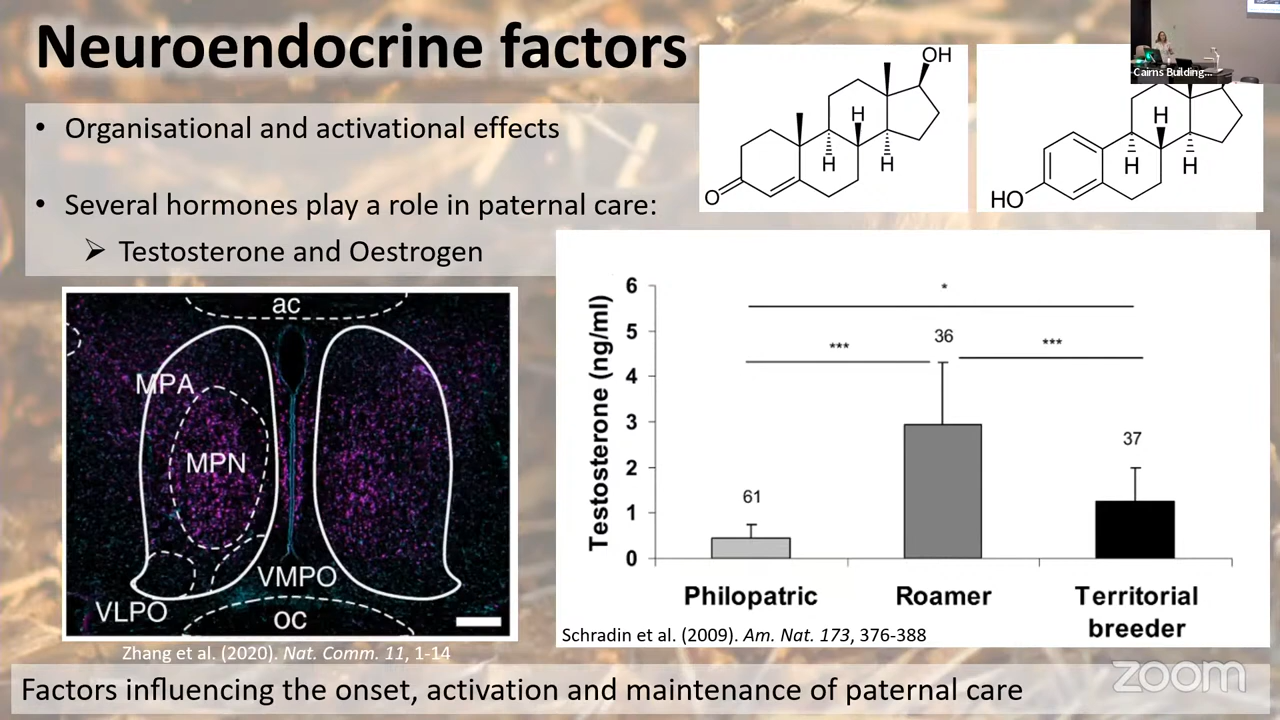 Neuroendocrine factors
Cairns Building...
• Organisational and activational effects
• Several hormones play a role in paternal care:
➢ Testosterone and Oestrogen
OH
H
H
H
O
H
H
H
HO
ac
MPA
MPN
VMPO
VLPO
oc
Zhang et al. (2020). Nat. Comm. 11, 1-14
Testosterone (ng/ml)
6
5
4
3
2
1
0
*
***
***
61
36
37
Philopatric
Roamer
Territorial
breeder
Schradin et al. (2009). Am. Nat. 173, 376-388
Factors influencing the onset, activation and maintenance of paternal care
zoom